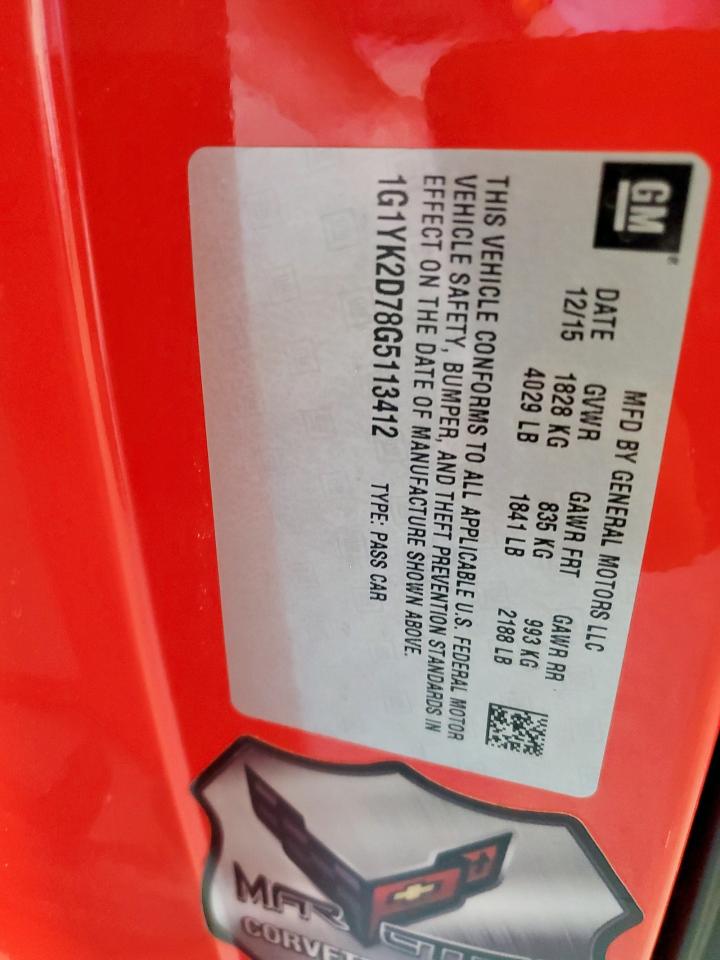 GM®
MFD BY GENERAL MOTORS LLC
DATE GVWR GAWR FRT GAWR RR
12/15 1828 KG 835 KG 993 KG
4029 LB 1841 LB 2188 LB
THIS VEHICLE CONFORMS TO ALL APPLICABLE U.S. FEDERAL MOTOR
VEHICLE SAFETY, BUMPER, AND THEFT PREVENTION STANDARDS IN
EFFECT ON THE DATE OF MANUFACTURE SHOWN ABOVE.
1G1YK2D78G5113412 TYPE: PASS CAR